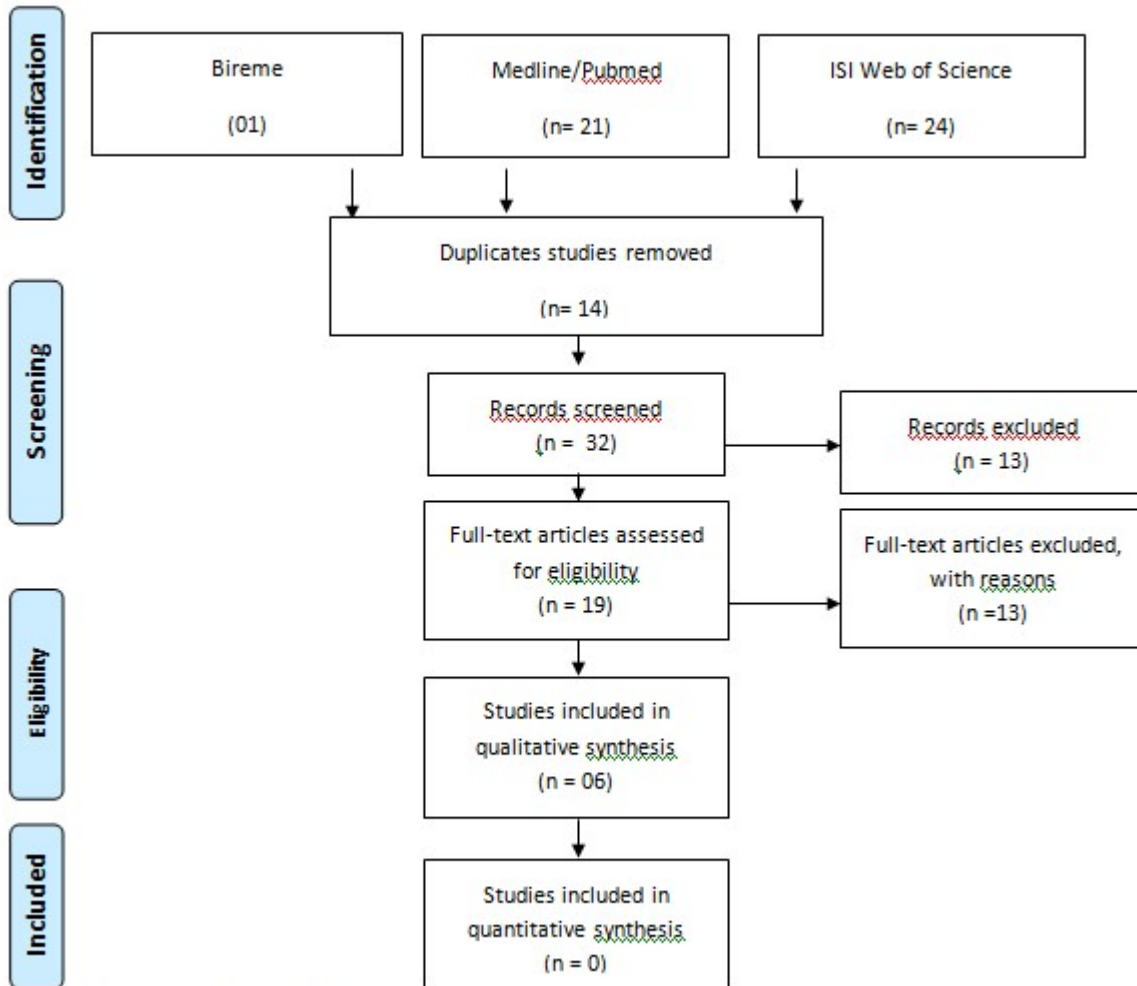 Identification
Bireme
(01)
Medline/Pubmed
(n= 21)
ISI Web of Science
(n= 24)
Duplicates studies removed
(n= 14)
Screening
Records screened
(n = 32)
Records excluded
(n = 13)
Full-text articles assessed
for eligibility
(n = 19)
Full-text articles excluded,
with reasons
(n =13)
Eligibility
Studies included in
qualitative synthesis
(n = 06)
Included
Studies included in
quantitative synthesis
(n = 0)